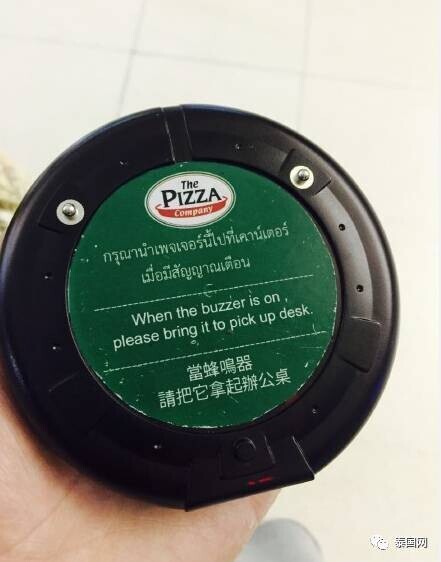 The
PIZZA
Company
กรุณานำเพจเจอร์นี้ไปที่เคาน์เตอร์
เมื่อมีสัญญาณเตือน
When the buzzer is on ,
please bring it to pick up desk.
當蜂鳴器
請把它拿起辦公桌
泰国网